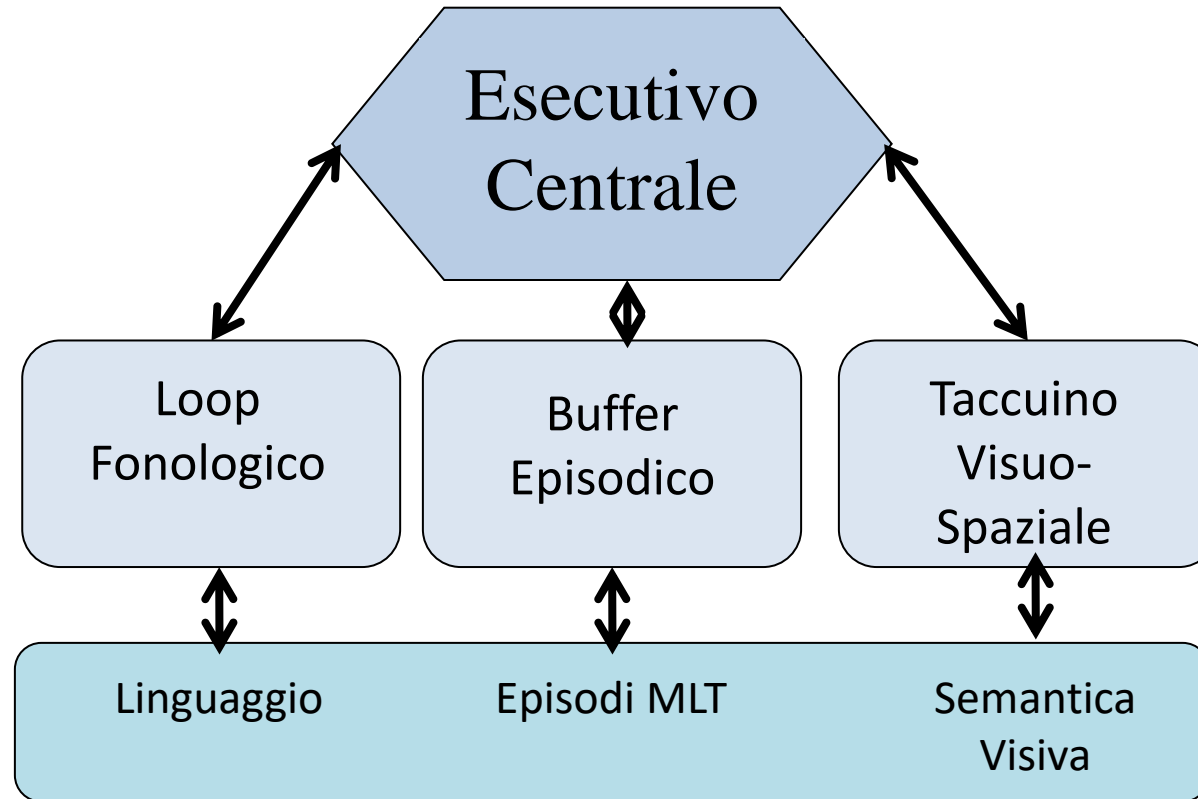 Esecutivo
Centrale
Loop
Fonologico
Buffer
Episodico
Taccuino
Visuo-
Spaziale
Linguaggio
Episodi MLT
Semantica
Visiva